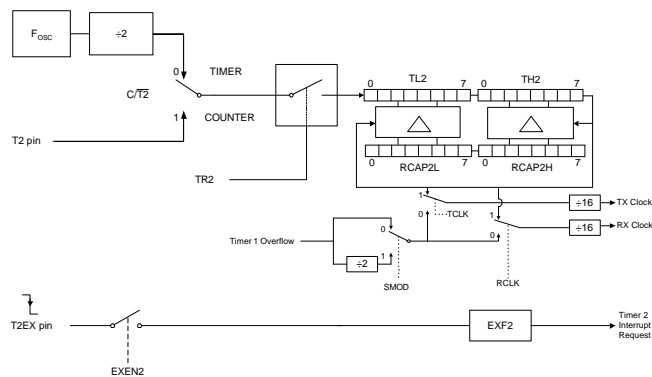 FOSC
÷2
0
TIMER
C/T2
1
COUNTER
T2 pin
TR2
0
TL2
7
0
TH2
7
0
RCAP2L
7
0
RCAP2H
7
1
TCLK
0
÷16
TX Clock
1
0
÷16
RX Clock
Timer 1 Overflow
0
1
÷2
SMOD
RCLK
T2EX pin
EXEN2
EXF2
Timer 2
Interrupt
Request